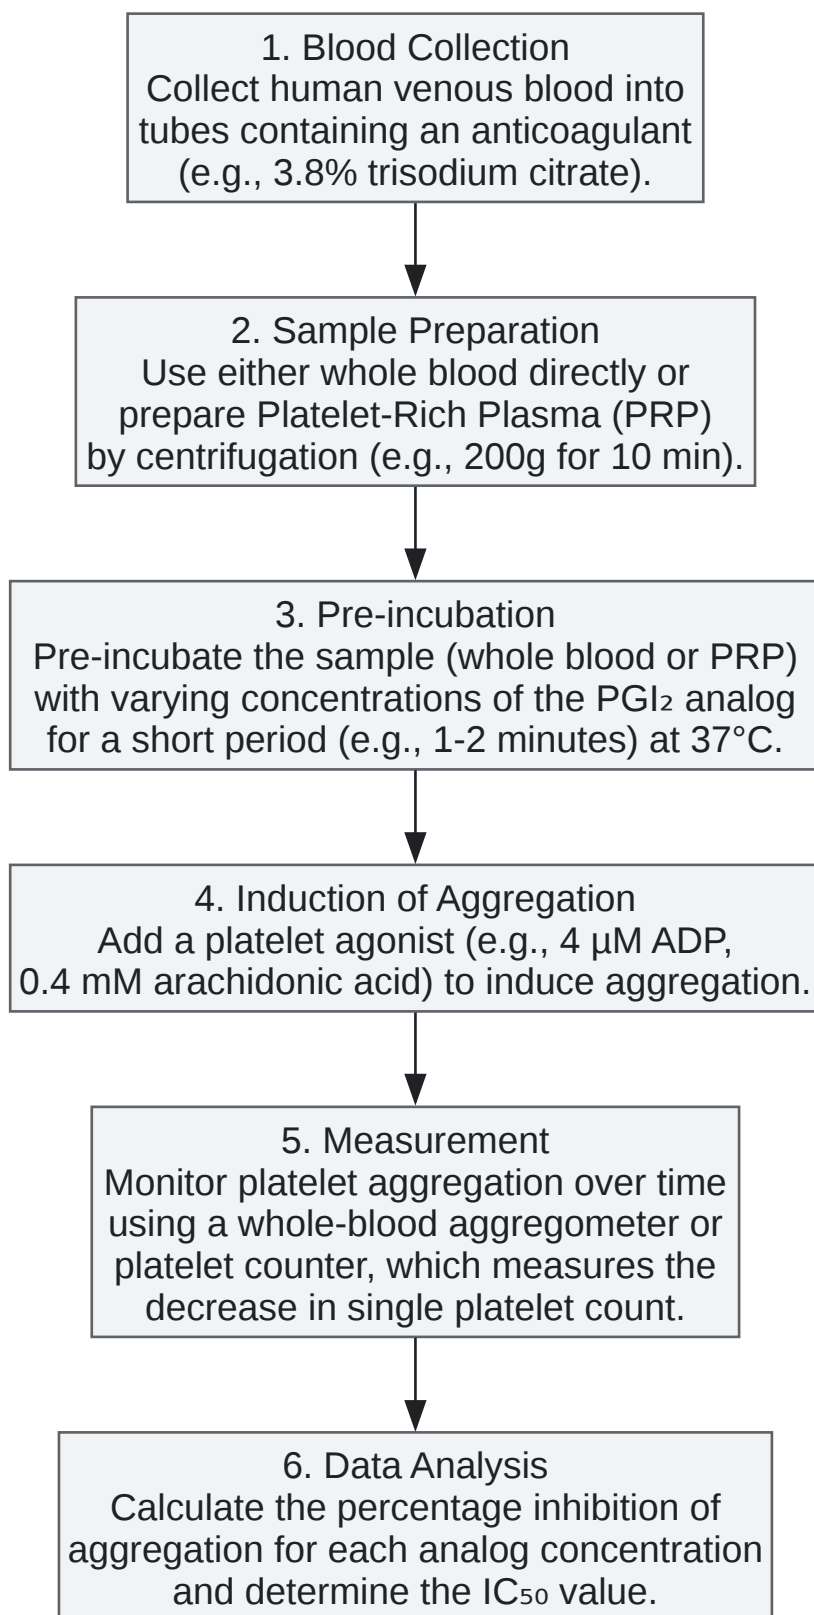 1. Blood Collection
Collect human venous blood into
tubes containing an anticoagulant
(e.g., 3.8% trisodium citrate).
2. Sample Preparation
Use either whole blood directly or
prepare Platelet-Rich Plasma (PRP)
by centrifugation (e.g., 200g for 10 min).
3. Pre-incubation
Pre-incubate the sample (whole blood or PRP)
with varying concentrations of the PGI₂ analog
for a short period (e.g., 1-2 minutes) at 37°C.
4. Induction of Aggregation
Add a platelet agonist (e.g., 4 µM ADP,
0.4 mM arachidonic acid) to induce aggregation.
5. Measurement
Monitor platelet aggregation over time
using a whole-blood aggregometer or
platelet counter, which measures the
decrease in single platelet count.
6. Data Analysis
Calculate the percentage inhibition of
aggregation for each analog concentration
and determine the IC₅₀ value.